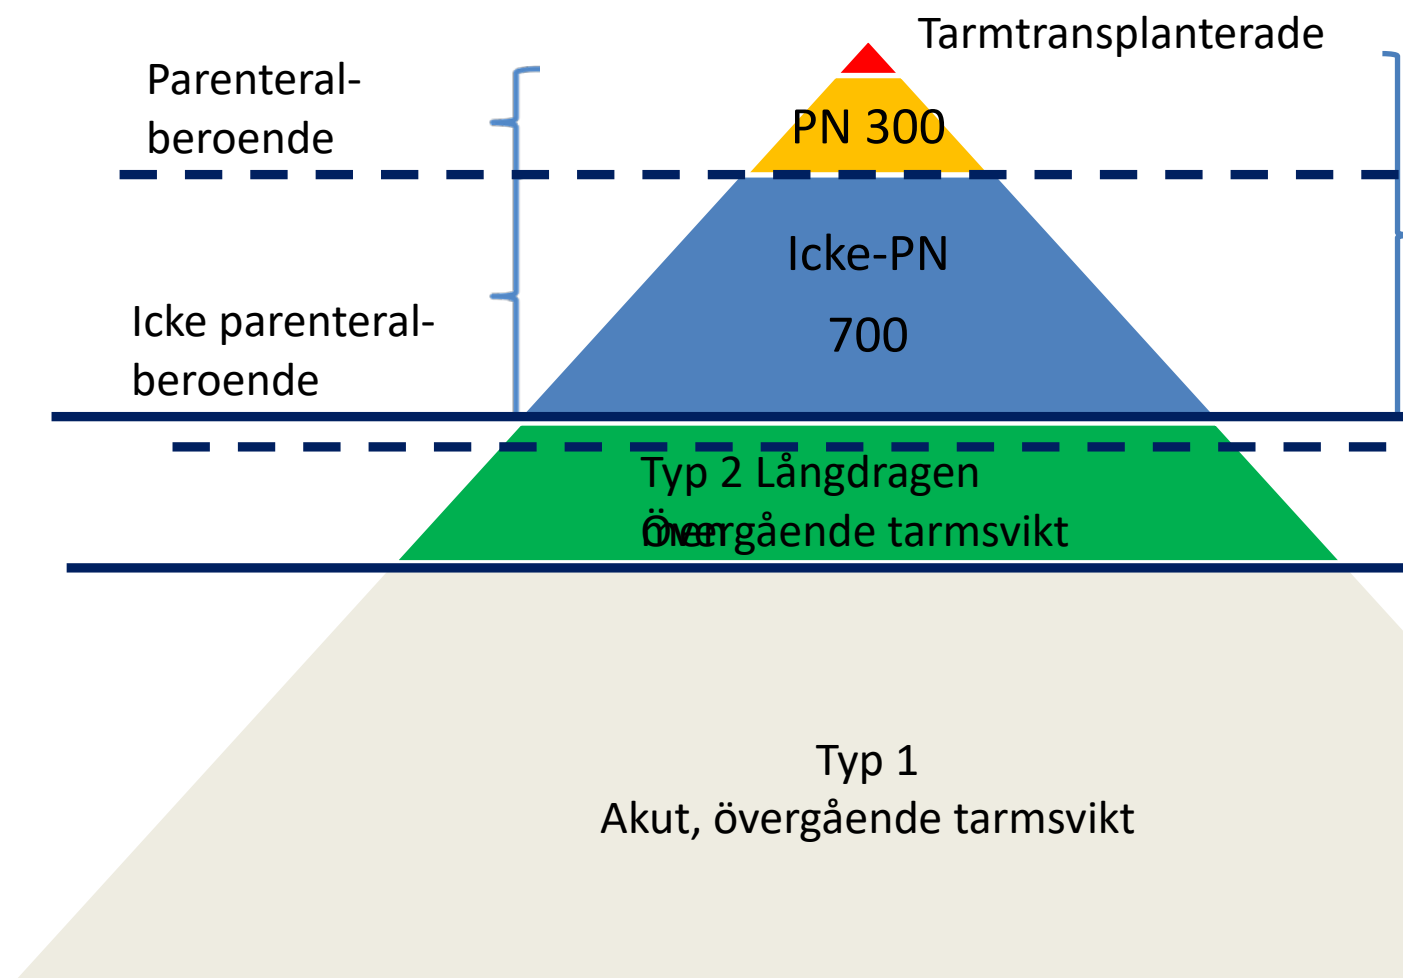 Tarmtransplanterade
Parenteral-
beroende
PN 300
Icke-PN
700
Icke parenteral-
beroende
Typ 2 Långdragen
men
Övergående tarmsvikt
Typ 1
Akut, övergående tarmsvikt